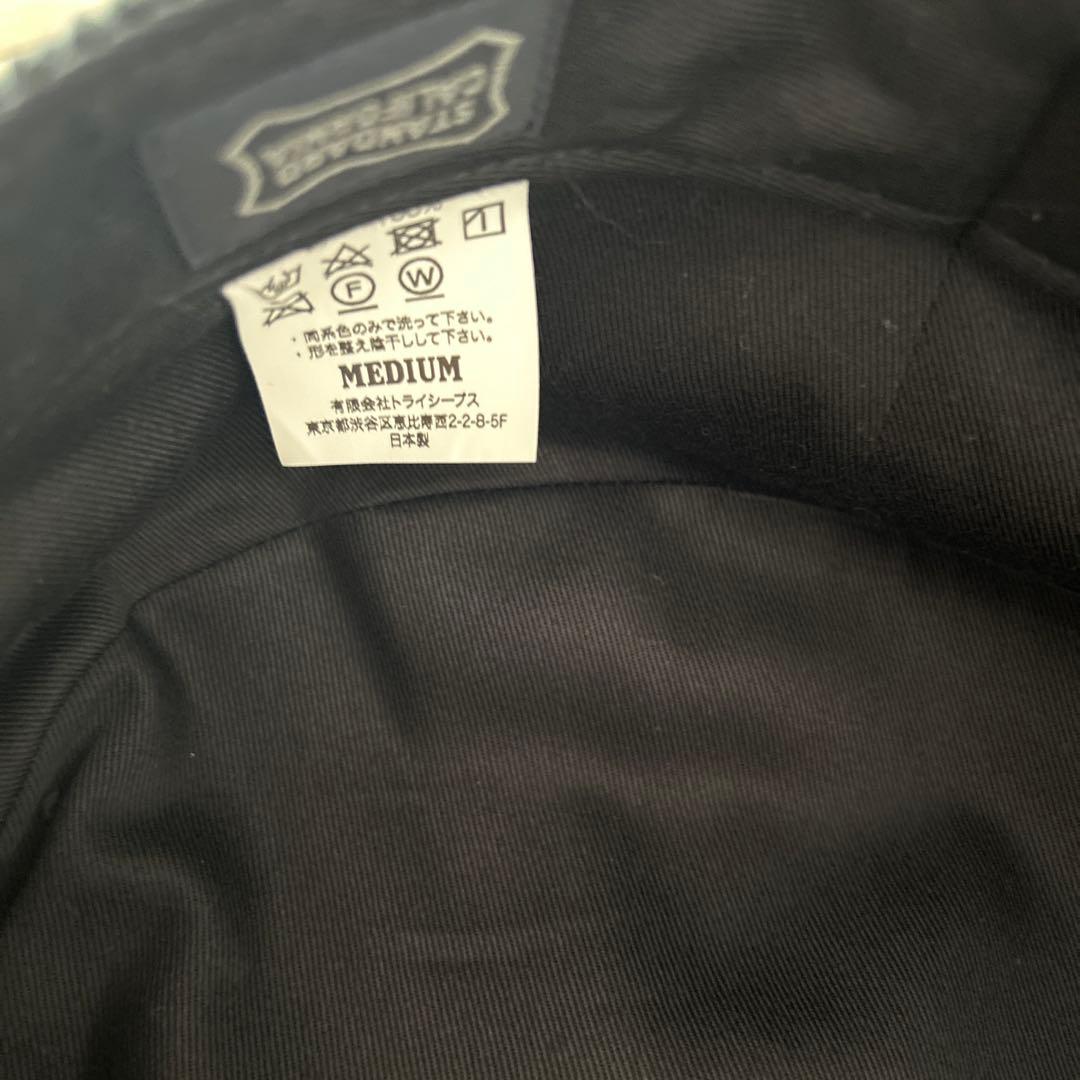 STANDARD
CALIFORNIA
100%
F W
・同系色のみで洗って下さい。
・形を整え陰干しして下さい。
MEDIUM
有限会社トライシープス
東京都渋谷区恵比寿西2-2-8-5F
日本製